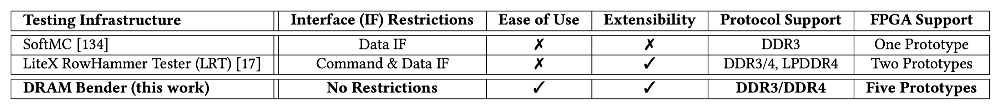 Testing Infrastructure Interface (IF) Restrictions Ease of Use Extensibility Protocol Support FPGA Support
SoftMC [134] Data IF ✗ ✗ DDR3 One Prototype
LiteX RowHammer Tester (LRT) [17] Command & Data IF ✗ ✓ DDR3/4, LPDDR4 Two Prototypes
DRAM Bender (this work) No Restrictions ✓ ✓ DDR3/DDR4 Five Prototypes